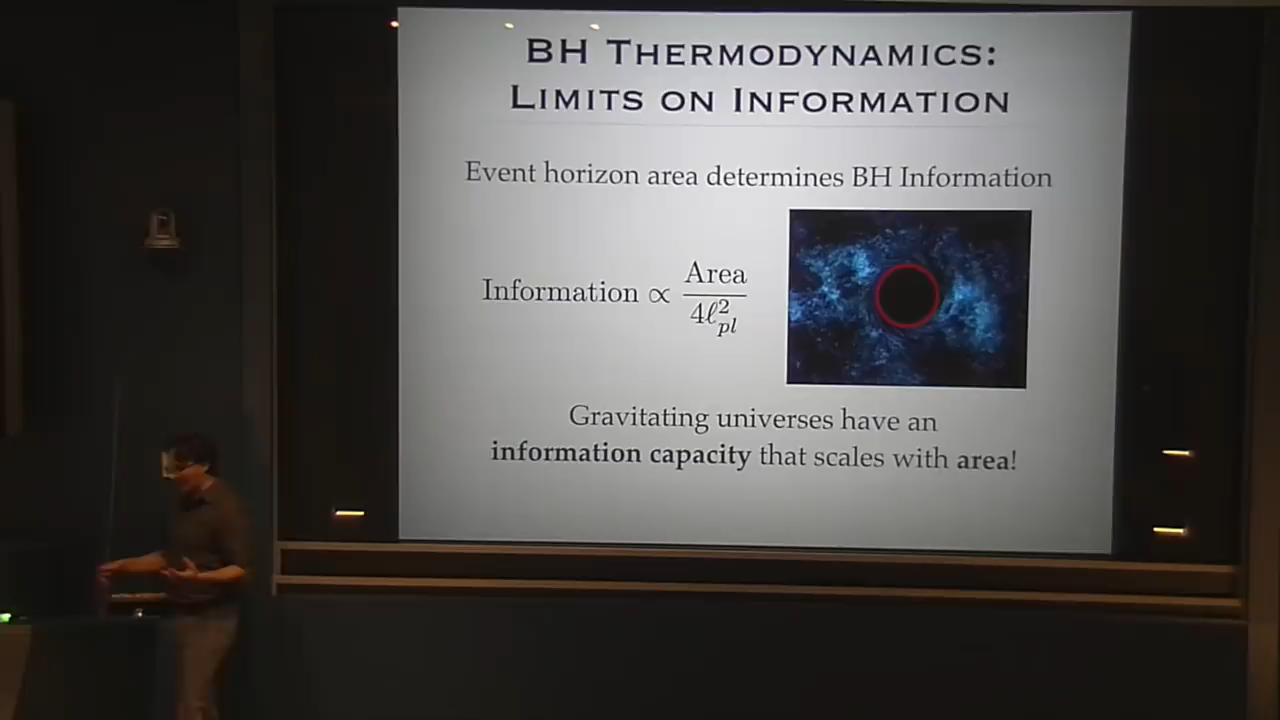 BH THERMODYNAMICS:
LIMITS ON INFORMATION
Event horizon area determines BH Information
Information ∝ Area / 4ℓ²ₚₗ
Gravitating universes have an
information capacity that scales with area!